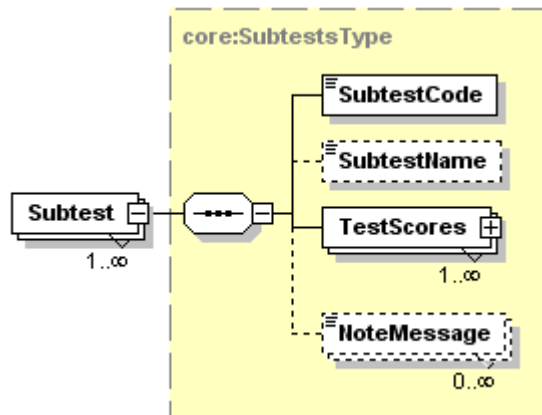 core:SubtestsType
SubtestCode
SubtestName
Subtest
1..∞
TestScores
1..∞
NoteMessage
0..∞